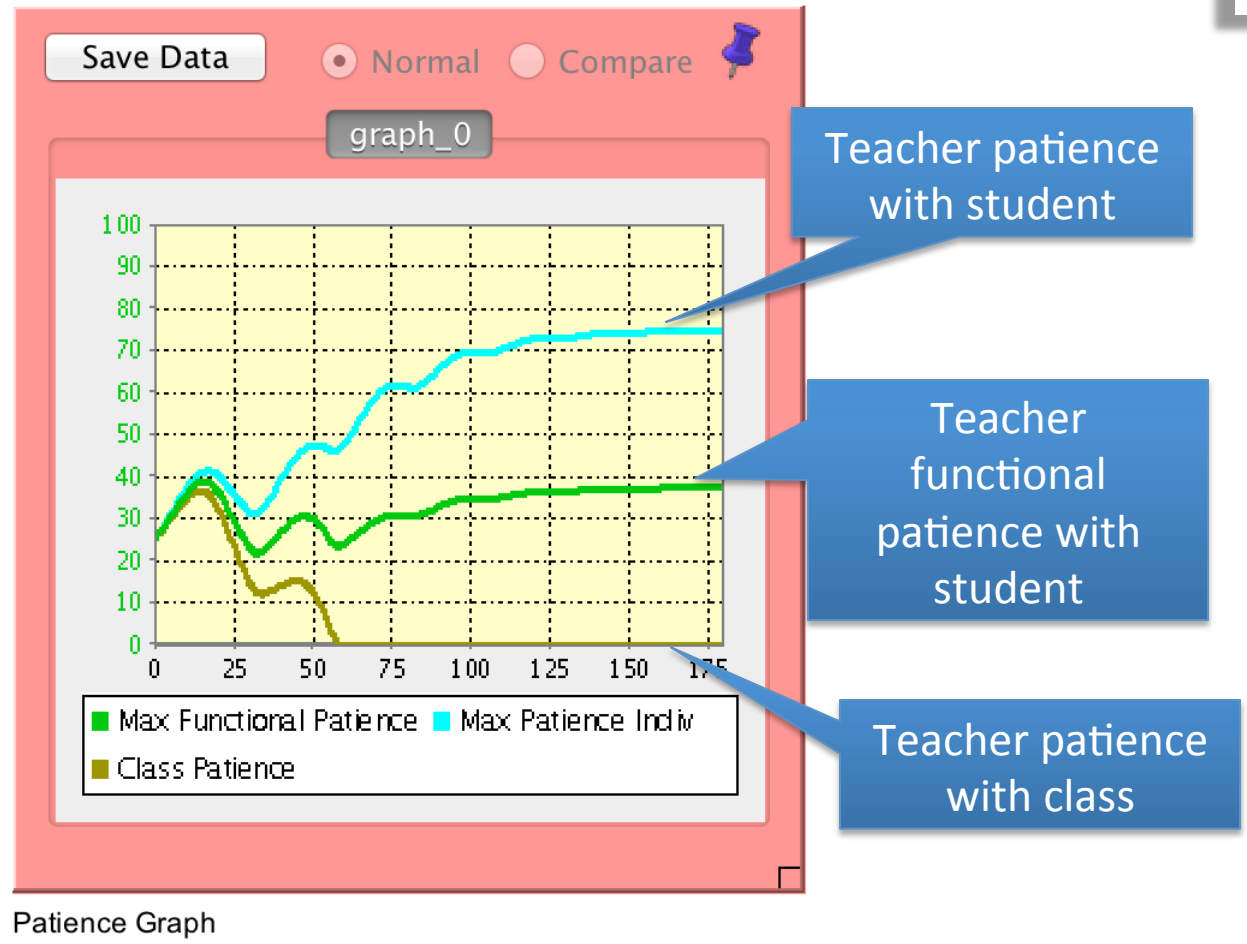 Save Data
Normal
Compare
graph_0
Teacher patience
with student
100
90
80
70
60
50
40
30
20
10
0
0 25 50 75 100 125 150 175
Teacher
functional
patience with
student
Max Functional Patience Max Patience Indiv
Class Patience
Teacher patience
with class
Patience Graph